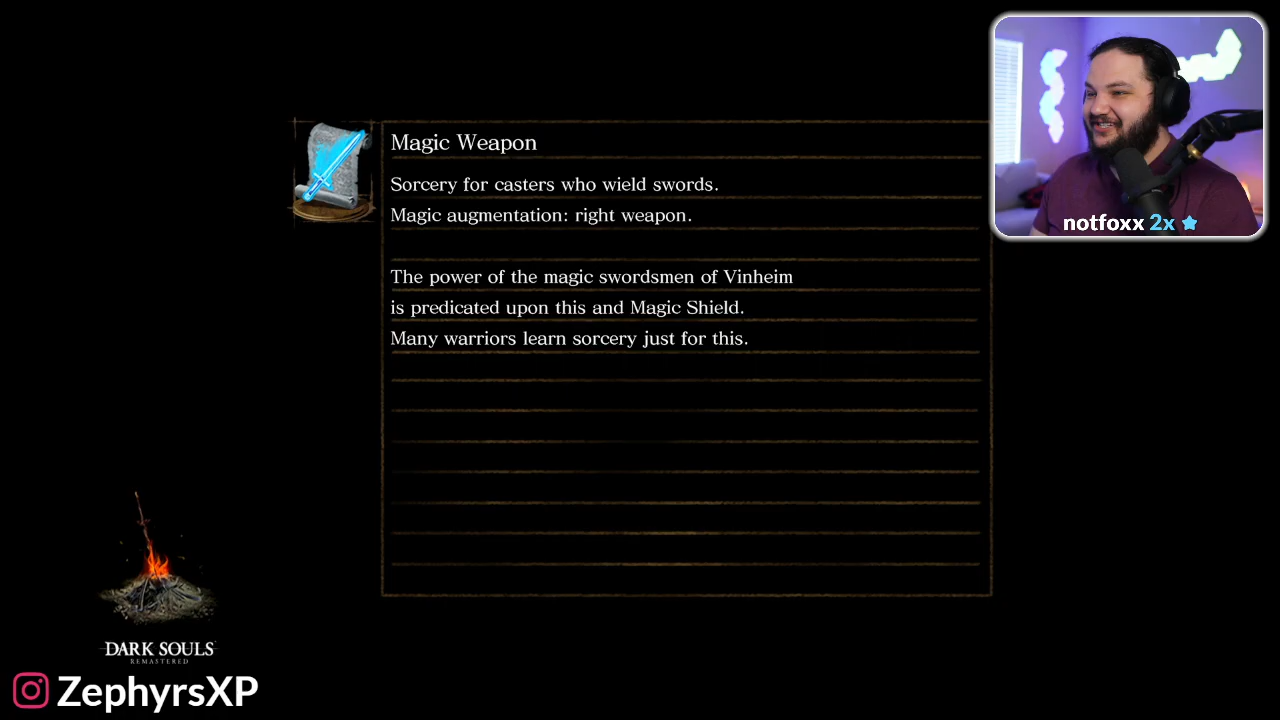 Magic Weapon
Sorcery for casters who wield swords.
Magic augmentation: right weapon.
The power of the magic swordsmen of Vinheim
is predicated upon this and Magic Shield.
Many warriors learn sorcery just for this.
notfoxx 2x
DARK SOULS
REMASTERED
ZephyrsXP